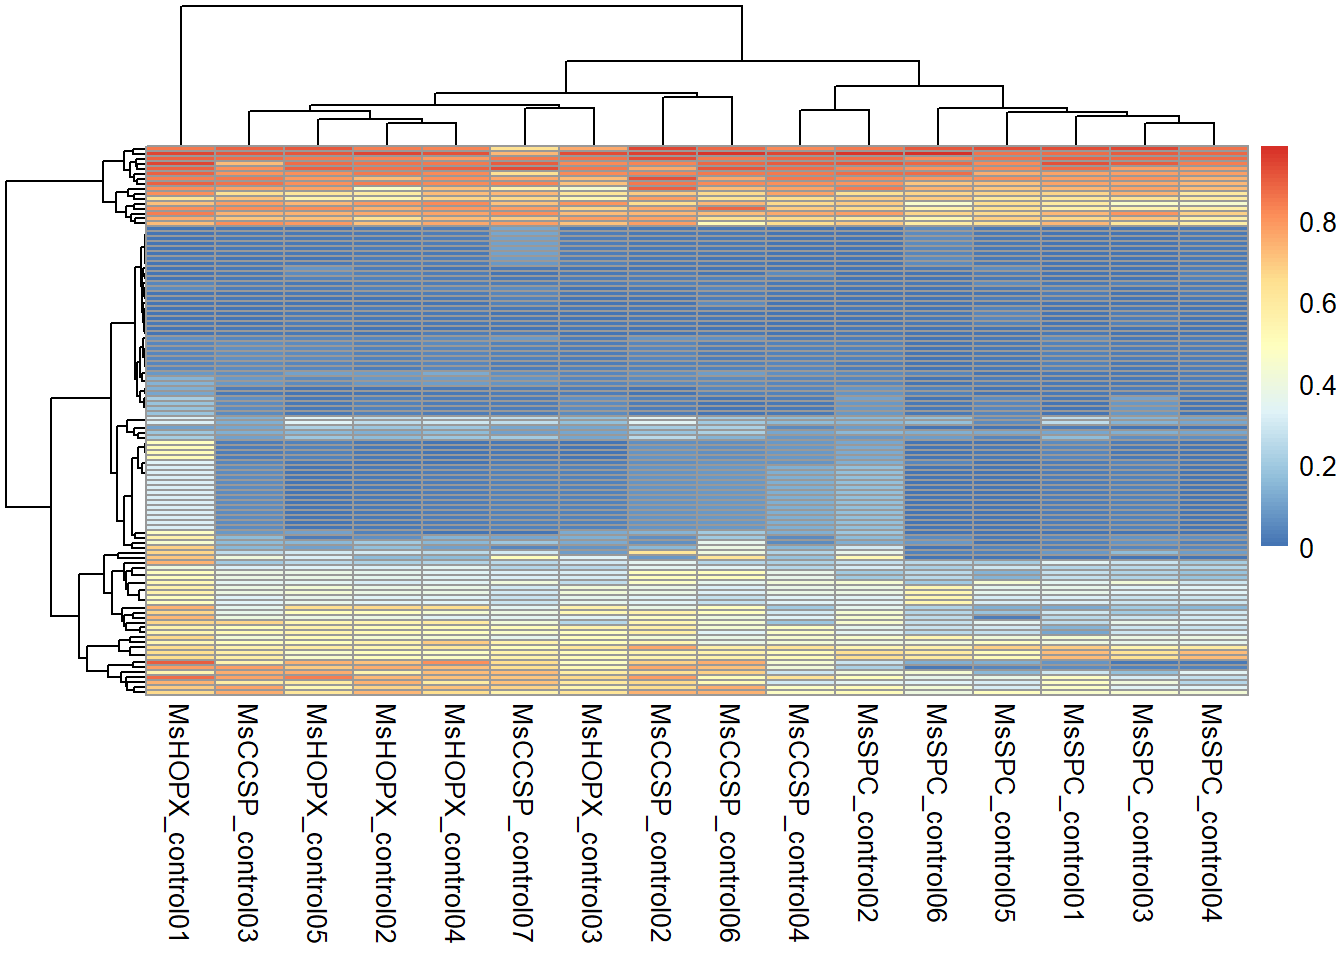 0.8
0.6
0.4
0.2
0
MsHOPX_control01
MsCCSP_control03
MsHOPX_control05
MsHOPX_control02
MsHOPX_control04
MsCCSP_control07
MsHOPX_control03
MsCCSP_control02
MsCCSP_control06
MsCCSP_control04
MsSPC_control02
MsSPC_control06
MsSPC_control05
MsSPC_control01
MsSPC_control03
MsSPC_control04